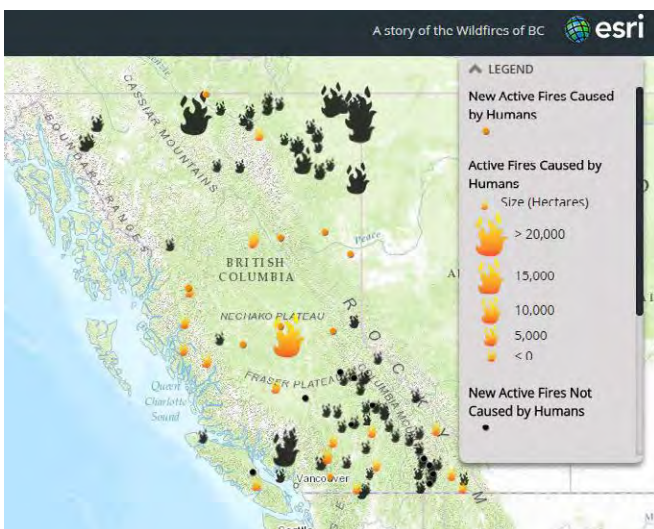 A story of the Wildfires of BC
esri
LEGEND
New Active Fires Caused
by Humans
Active Fires Caused by
Humans
Size (Hectares)
> 20,000
15,000
10,000
5,000
< 0
New Active Fires Not
Caused by Humans
CASSIAR MOUNTAINS
BOUNDARY RANGES
Peace
BRITISH
COLUMBIA
NECHAKO PLATEAU
ROCKY M
FRASER PLATEAU
Queen
Charlotte
Sound
Vancouver